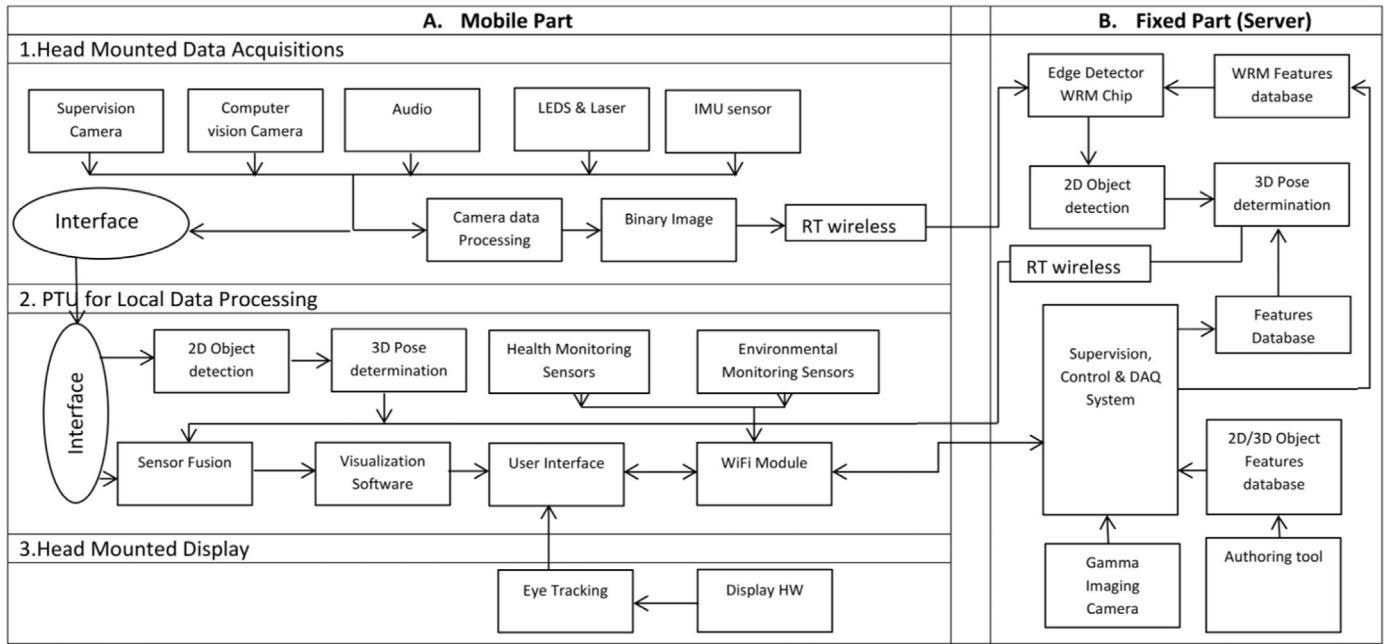 A. Mobile Part
B. Fixed Part (Server)
1.Head Mounted Data Acquisitions
Supervision
Camera
Computer
vision Camera
Audio
LEDS & Laser
IMU sensor
Edge Detector
WRM Chip
WRM Features
database
Interface
Camera data
Processing
Binary Image
RT wireless
2D Object
detection
3D Pose
determination
RT wireless
2. PTU for Local Data Processing
Interface
2D Object
detection
3D Pose
determination
Health Monitoring
Sensors
Environmental
Monitoring Sensors
Supervision,
Control & DAQ
System
Features
Database
Sensor Fusion
Visualization
Software
User Interface
WiFi Module
2D/3D Object
Features
database
3.Head Mounted Display
Eye Tracking
Display HW
Gamma
Imaging
Camera
Authoring tool